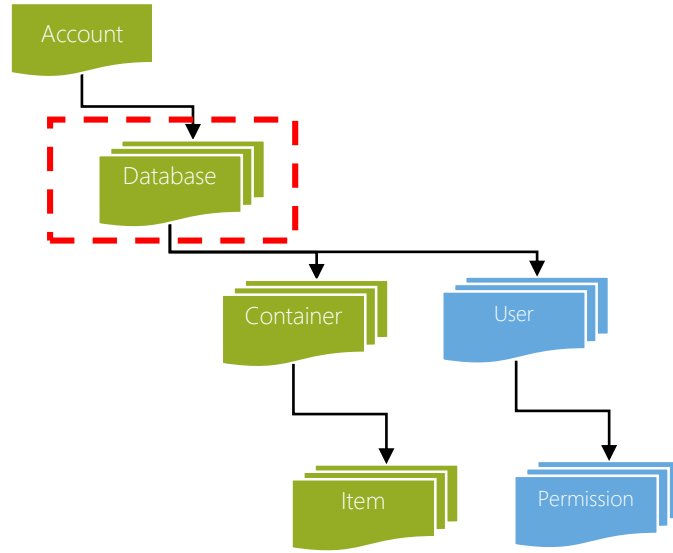 Account
Database
Container
User
Item
Permission